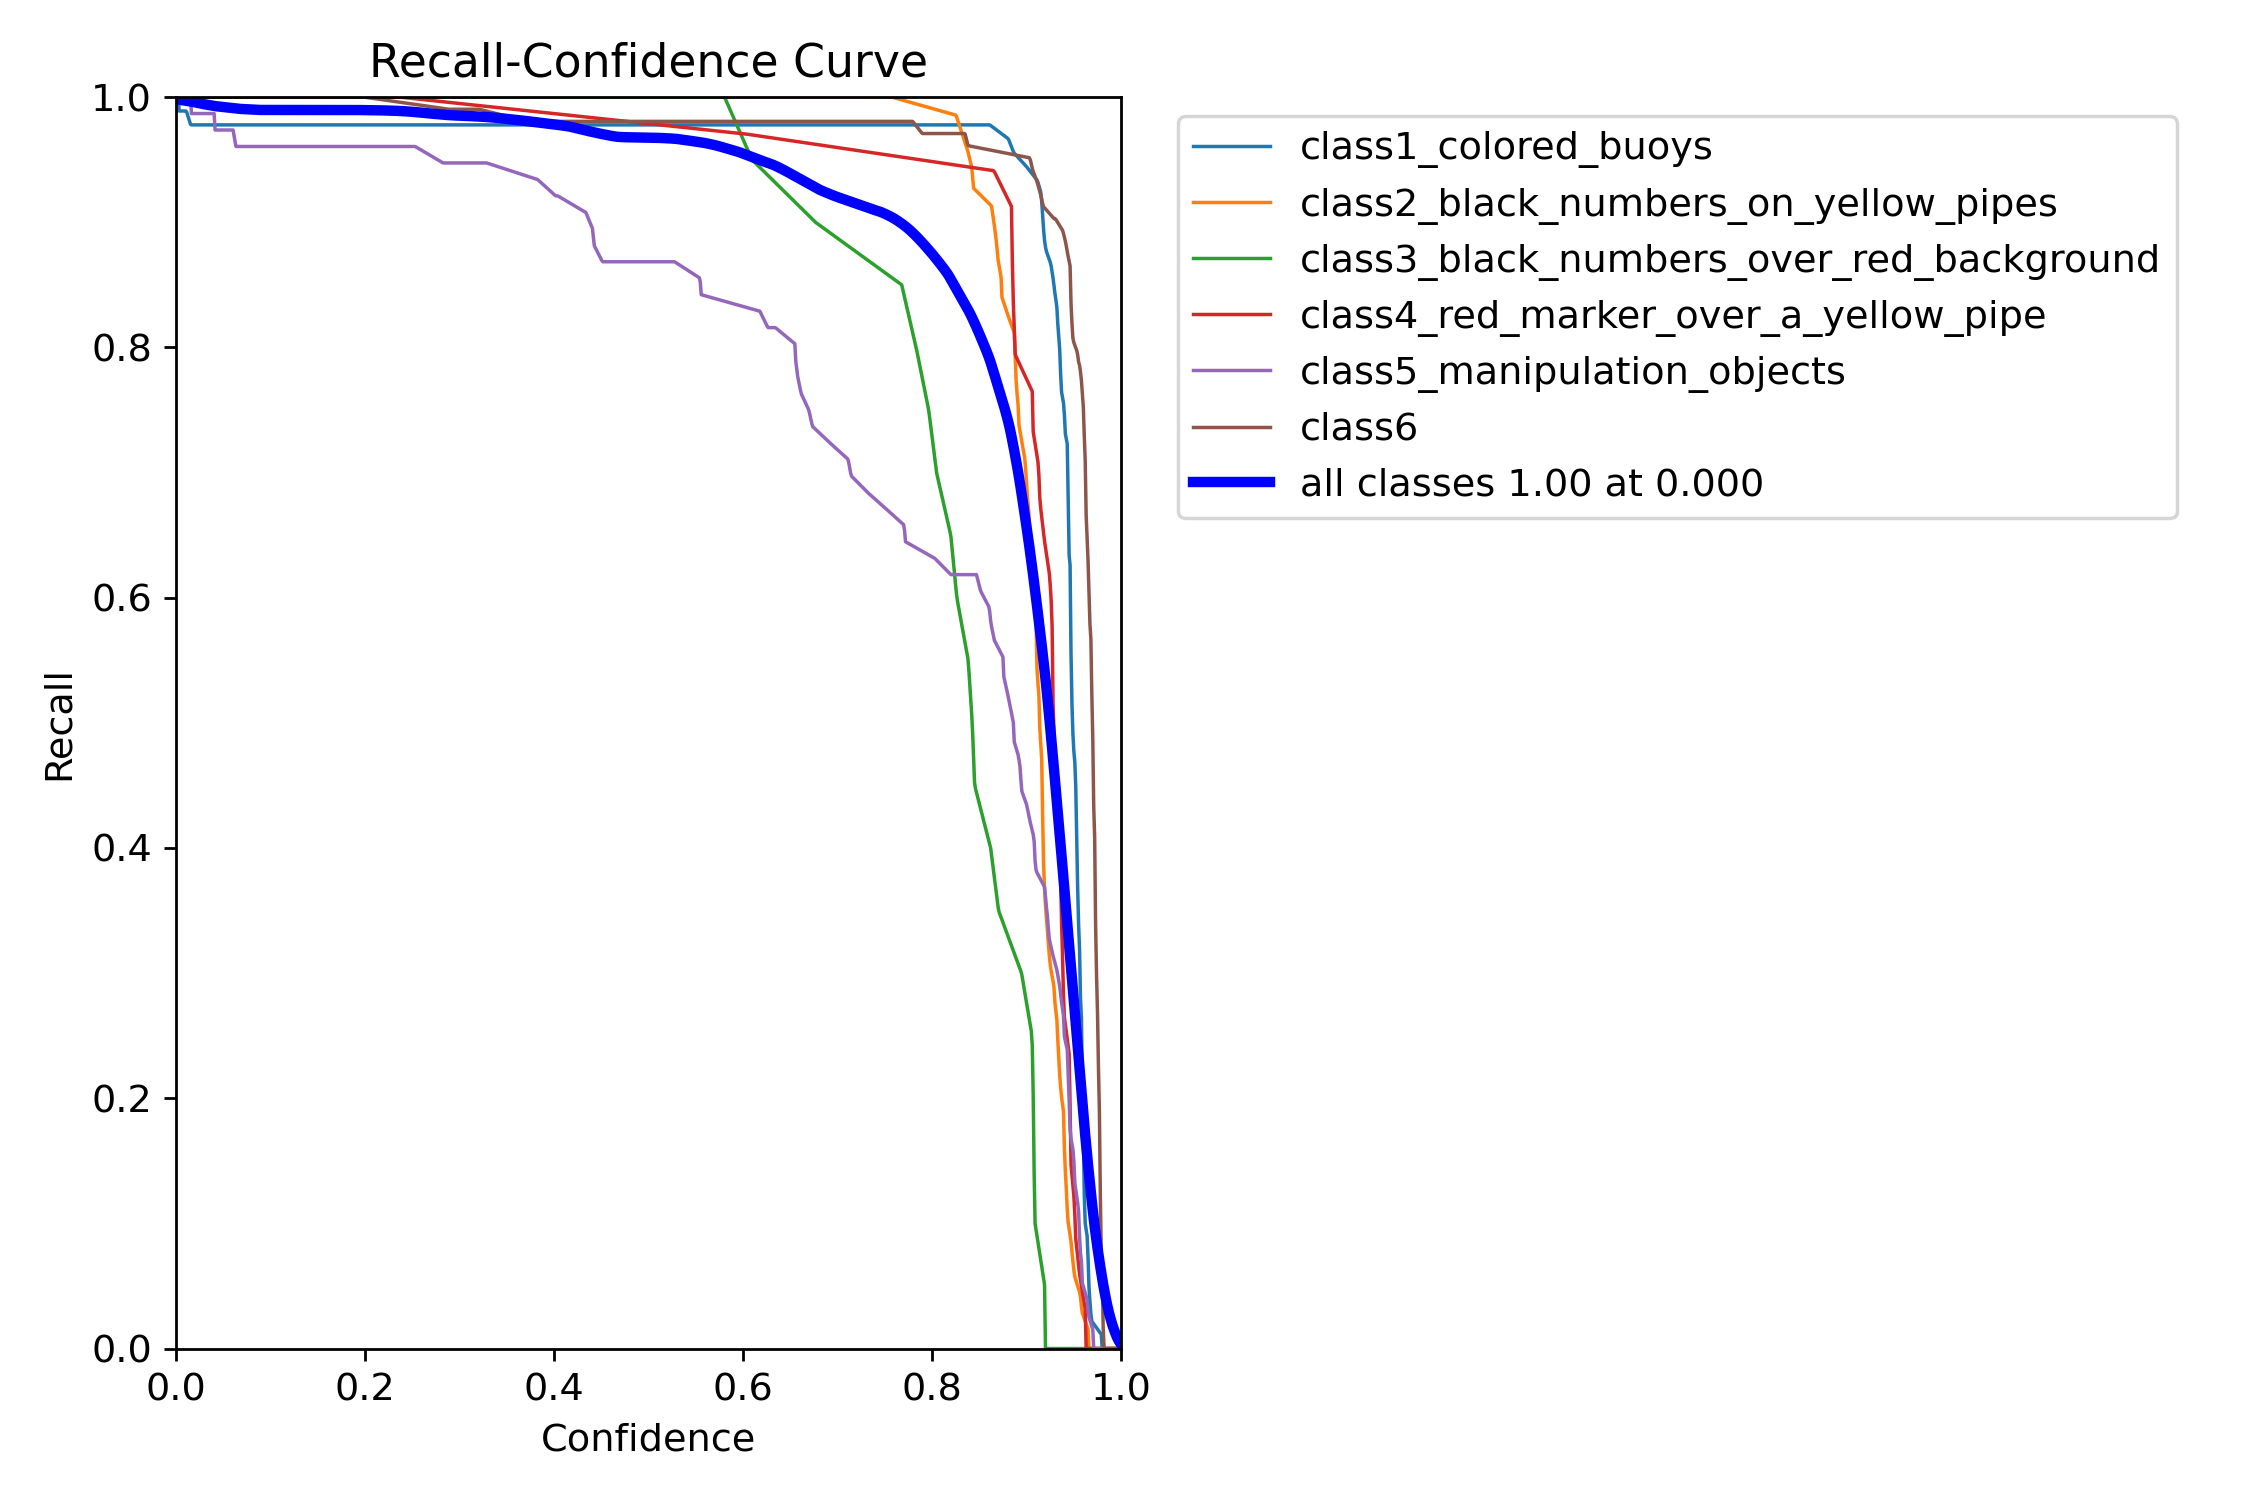 Recall-Confidence Curve
1.0
0.8
0.6
0.4
0.2
0.0
Recall
0.0 0.2 0.4 0.6 0.8 1.0
Confidence
class1_colored_buoys
class2_black_numbers_on_yellow_pipes
class3_black_numbers_over_red_background
class4_red_marker_over_a_yellow_pipe
class5_manipulation_objects
class6
all classes 1.00 at 0.000